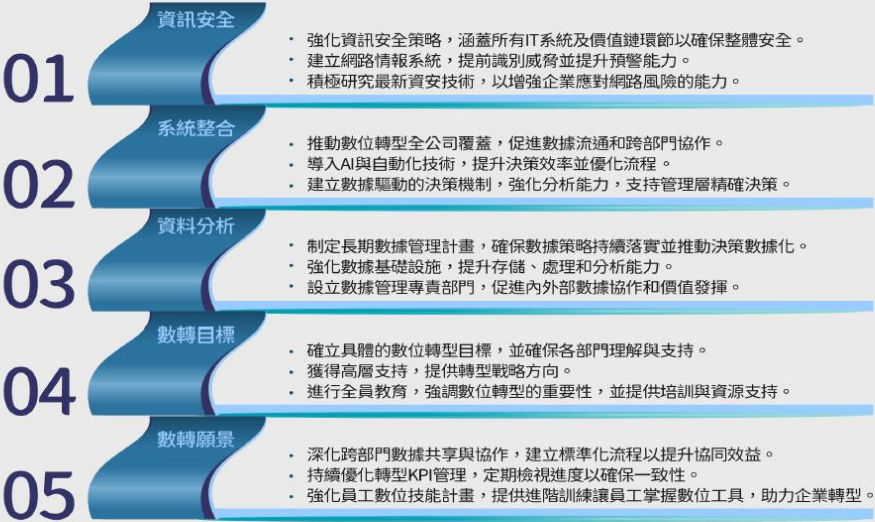 資訊安全
01
• 強化資訊安全策略，涵蓋所有IT系統及價值鏈環節以確保整體安全。
• 建立網路情報系統，提前識別威脅並提升預警能力。
• 積極研究最新資安技術，以增強企業應對網路風險的能力。
系統整合
02
• 推動數位轉型全公司覆蓋，促進數據流通和跨部門協作。
• 導入AI與自動化技術，提升決策效率並優化流程。
• 建立數據驅動的決策機制，強化分析能力，支持管理層精確決策。
資料分析
03
• 制定長期數據管理計畫，確保數據策略持續落實並推動決策數據化。
• 強化數據基礎設施，提升存儲、處理和分析能力。
• 設立數據管理專責部門，促進內外部數據協作和價值發揮。
數轉目標
04
• 確立具體的數位轉型目標，並確保各部門理解與支持。
• 獲得高層支持，提供轉型戰略方向。
• 進行全員教育，強調數位轉型的重要性，並提供培訓與資源支持。
數轉願景
05
• 深化跨部門數據共享與協作，建立標準化流程以提升協同效益。
• 持續優化轉型KPI管理，定期檢視進度以確保一致性。
• 強化員工數位技能計畫，提供進階訓練讓員工掌握數位工具，助力企業轉型。